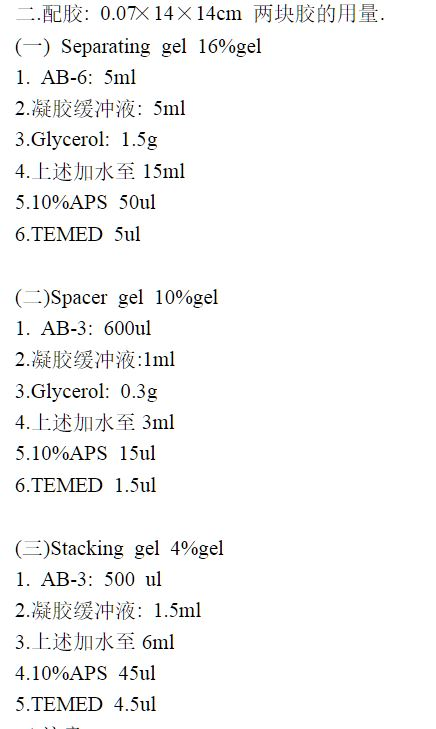 二.配胶: 0.07×14×14cm 两块胶的用量.
(一) Separating gel 16%gel
1. AB-6: 5ml
2.凝胶缓冲液: 5ml
3.Glycerol: 1.5g
4.上述加水至 15ml
5.10%APS 50ul
6.TEMED 5ul
(二)Spacer gel 10%gel
1. AB-3: 600ul
2.凝胶缓冲液:1ml
3.Glycerol: 0.3g
4.上述加水至 3ml
5.10%APS 15ul
6.TEMED 1.5ul
(三)Stacking gel 4%gel
1. AB-3: 500 ul
2.凝胶缓冲液: 1.5ml
3.上述加水至 6ml
4.10%APS 45ul
5.TEMED 4.5ul